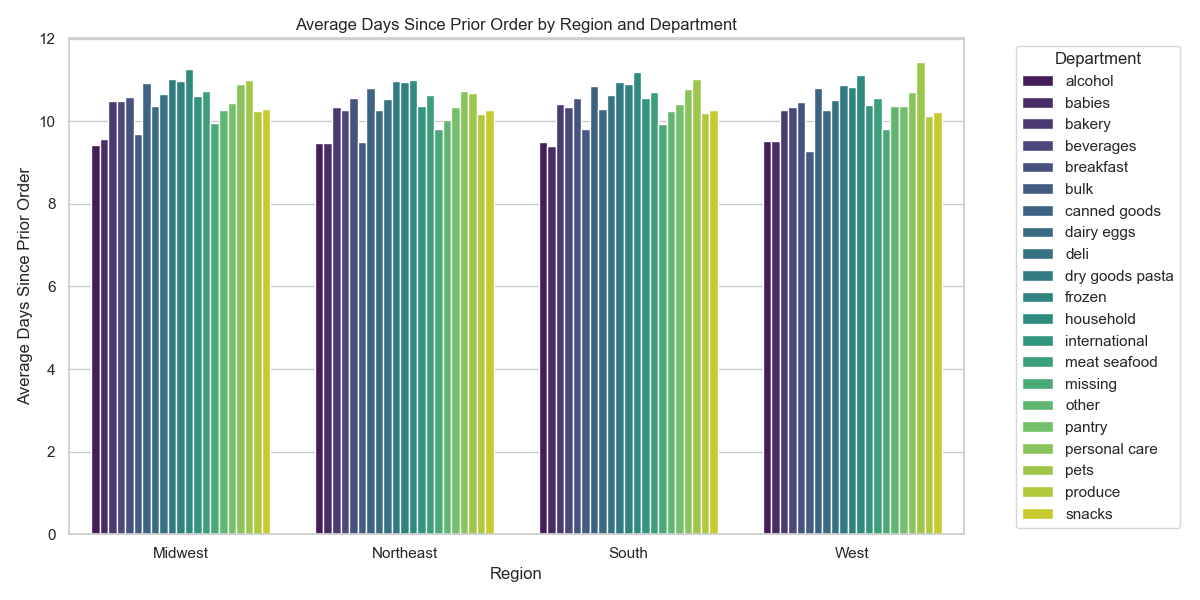 Average Days Since Prior Order by Region and Department
12
10
8
6
4
2
0
Average Days Since Prior Order
Midwest
Northeast
South
West
Region
Department
alcohol
babies
bakery
beverages
breakfast
bulk
canned goods
dairy eggs
deli
dry goods pasta
frozen
household
international
meat seafood
missing
other
pantry
personal care
pets
produce
snacks